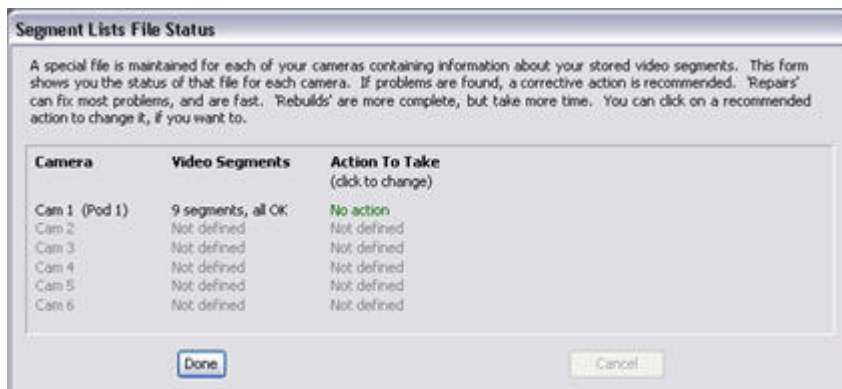 Segment Lists File Status
A special file is maintained for each of your cameras containing information about your stored video segments. This form
shows you the status of that file for each camera. If problems are found, a corrective action is recommended. 'Repairs'
can fix most problems, and are fast. 'Rebuilds' are more complete, but take more time. You can click on a recommended
action to change it, if you want to.
Camera Video Segments Action To Take
(click to change)
Cam 1 (Pod 1) 9 segments, all OK No action
Cam 2 Not defined Not defined
Cam 3 Not defined Not defined
Cam 4 Not defined Not defined
Cam 5 Not defined Not defined
Cam 6 Not defined Not defined
Done Cancel